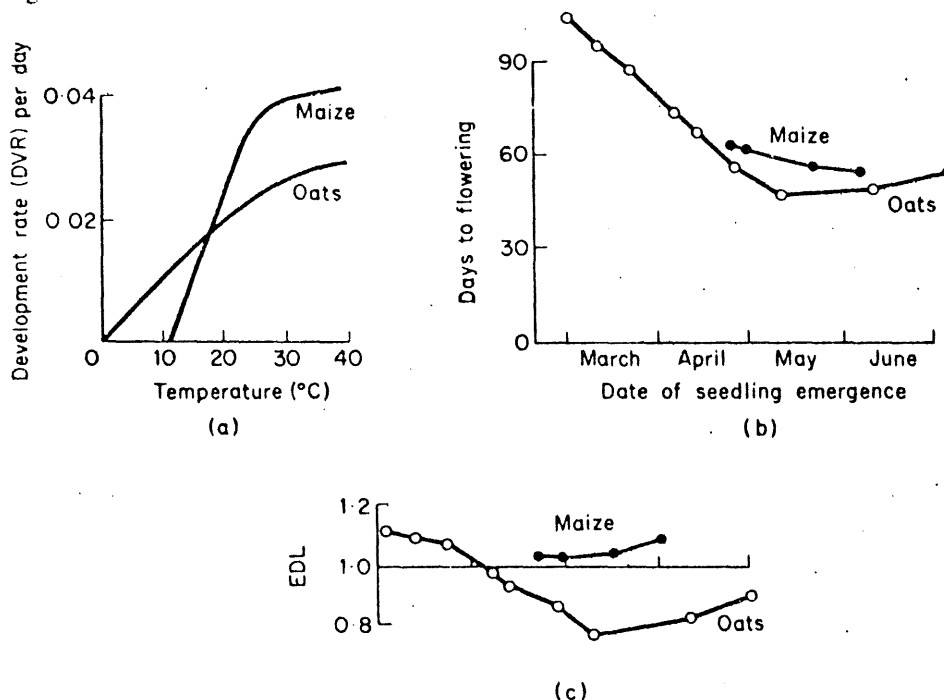 Development rate (DVR) per day
0·04
0·02
0
10
20
30
40
Maize
Oats
Temperature (°C)
(a)
Days to flowering
90
60
30
0
Maize
Oats
March
April
May
June
Date of seedling emergence
(b)
EDL
1·2
1·0
0·8
Maize
Oats
(c)